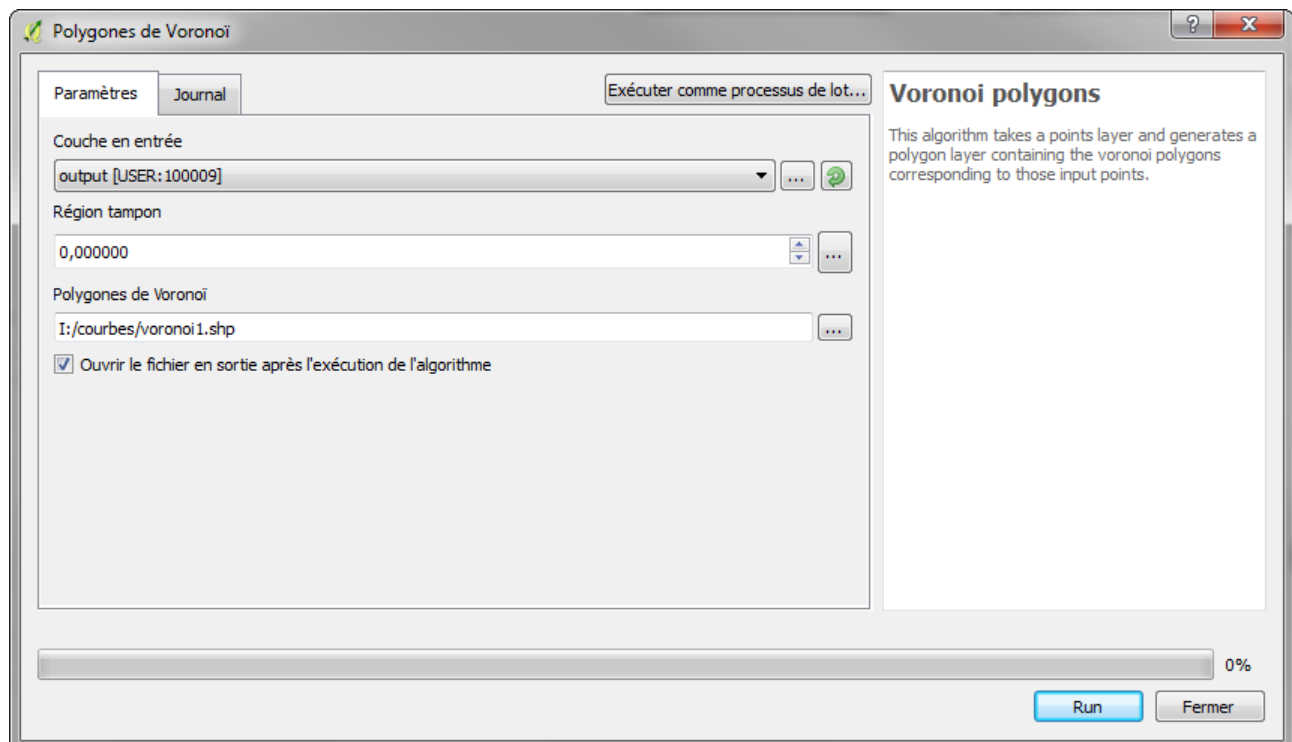 Polygones de Voronoï
?
X
Paramètres
Journal
Exécuter comme processus de lot...
Couche en entrée
output [USER:100009]
...
Région tampon
0,000000
...
Polygones de Voronoï
I:/courbes/voronoi1.shp
...
Ouvrir le fichier en sortie après l'exécution de l'algorithme
Voronoi polygons
This algorithm takes a points layer and generates a
polygon layer containing the voronoi polygons
corresponding to those input points.
0%
Run
Fermer